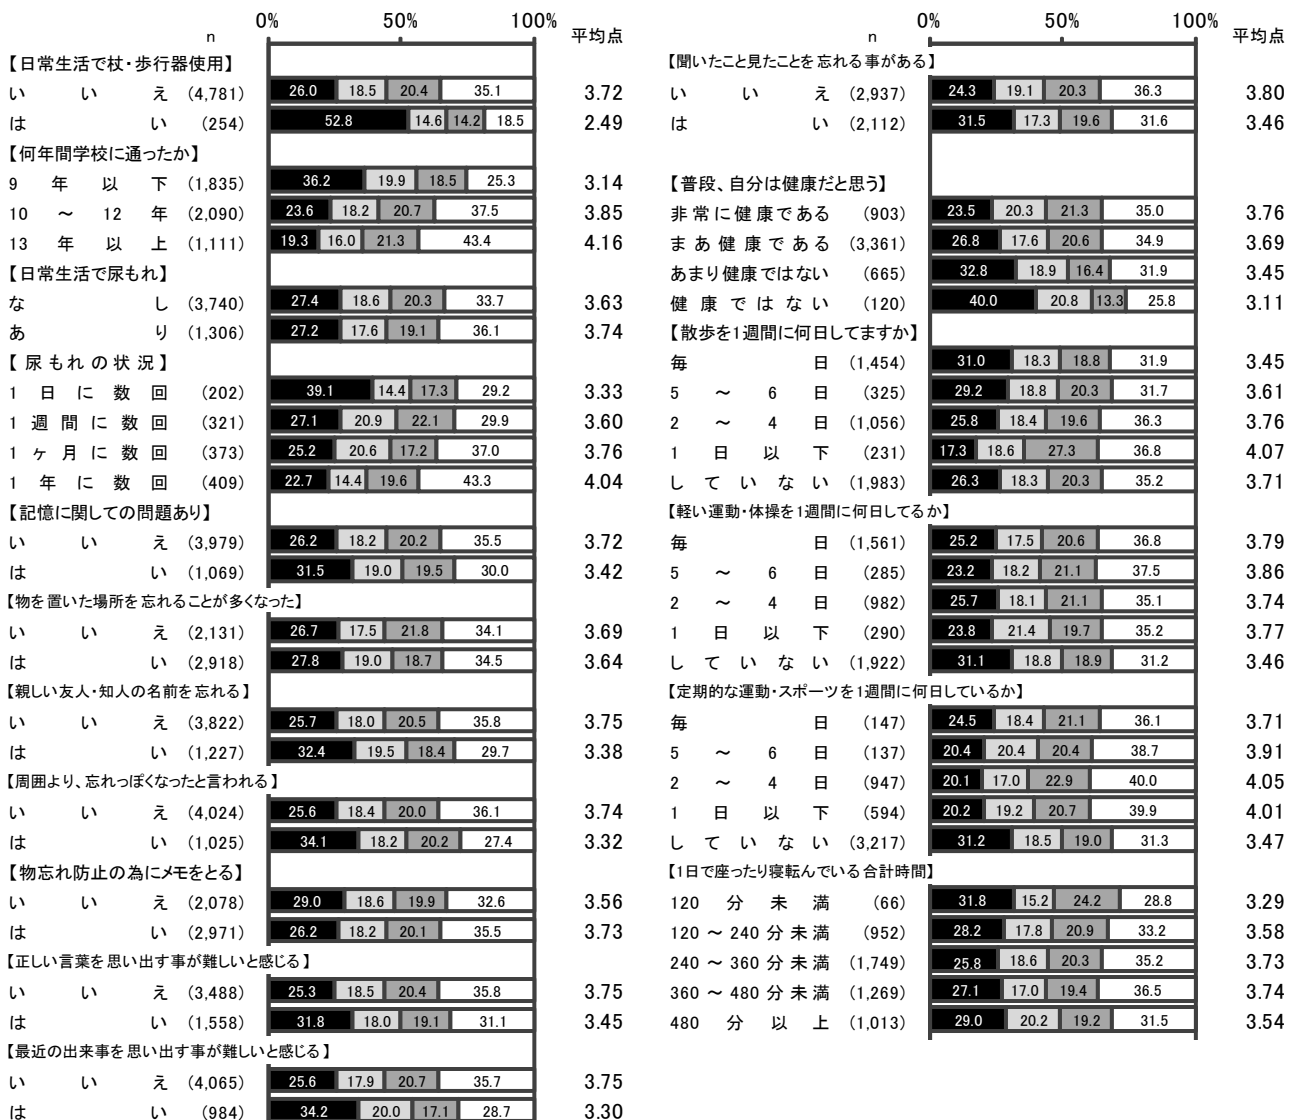 0% 50% 100%
n 平均点
【日常生活で杖・歩行器使用】
いいえ (4,781) 26.0 18.5 20.4 35.1 3.72
はい (254) 52.8 14.6 14.2 18.5 2.49
【何年間学校に通ったか】
9年以下 (1,835) 36.2 19.9 18.5 25.3 3.14
10～12年 (2,090) 23.6 18.2 20.7 37.5 3.85
13年以上 (1,111) 19.3 16.0 21.3 43.4 4.16
【日常生活で尿もれ】
なし (3,740) 27.4 18.6 20.3 33.7 3.63
あり (1,306) 27.2 17.6 19.1 36.1 3.74
【尿もれの状況】
1日に数回 (202) 39.1 14.4 17.3 29.2 3.33
1週間に数回 (321) 27.1 20.9 22.1 29.9 3.60
1ヶ月に数回 (373) 25.2 20.6 17.2 37.0 3.76
1年に数回 (409) 22.7 14.4 19.6 43.3 4.04
【記憶に関しての問題あり】
いいえ (3,979) 26.2 18.2 20.2 35.5 3.72
はい (1,069) 31.5 19.0 19.5 30.0 3.42
【物を置いた場所を忘れることが多くなった】
いいえ (2,131) 26.7 17.5 21.8 34.1 3.69
はい (2,918) 27.8 19.0 18.7 34.5 3.64
【親しい友人・知人の名前を忘れる】
いいえ (3,822) 25.7 18.0 20.5 35.8 3.75
はい (1,227) 32.4 19.5 18.4 29.7 3.38
【周囲より、忘れっぽくなったと言われる】
いいえ (4,024) 25.6 18.4 20.0 36.1 3.74
はい (1,025) 34.1 18.2 20.2 27.4 3.32
【物忘れ防止の為にメモをとる】
いいえ (2,078) 29.0 18.6 19.9 32.6 3.56
はい (2,971) 26.2 18.2 20.1 35.5 3.73
【正しい言葉を思い出す事が難しいと感じる】
いいえ (3,488) 25.3 18.5 20.4 35.8 3.75
はい (1,558) 31.8 18.0 19.1 31.1 3.45
【最近の出来事を思い出す事が難しいと感じる】
いいえ (4,065) 25.6 17.9 20.7 35.7 3.75
はい (984) 34.2 20.0 17.1 28.7 3.30
0% 50% 100%
n 平均点
【聞いたこと見たことを忘れる事がある】
いいえ (2,937) 24.3 19.1 20.3 36.3 3.80
はい (2,112) 31.5 17.3 19.6 31.6 3.46
【普段、自分は健康だと思う】
非常に健康である (903) 23.5 20.3 21.3 35.0 3.76
まあ健康である (3,361) 26.8 17.6 20.6 34.9 3.69
あまり健康ではない (665) 32.8 18.9 16.4 31.9 3.45
健康ではない (120) 40.0 20.8 13.3 25.8 3.11
【散歩を1週間に何日してますか】
毎日 (1,454) 31.0 18.3 18.8 31.9 3.45
5～6日 (325) 29.2 18.8 20.3 31.7 3.61
2～4日 (1,056) 25.8 18.4 19.6 36.3 3.76
1日以下 (231) 17.3 18.6 27.3 36.8 4.07
していない (1,983) 26.3 18.3 20.3 35.2 3.71
【軽い運動・体操を1週間に何日してるか】
毎日 (1,561) 25.2 17.5 20.6 36.8 3.79
5～6日 (285) 23.2 18.2 21.1 37.5 3.86
2～4日 (982) 25.7 18.1 21.1 35.1 3.74
1日以下 (290) 23.8 21.4 19.7 35.2 3.77
していない (1,922) 31.1 18.8 18.9 31.2 3.46
【定期的な運動・スポーツを1週間に何日しているか】
毎日 (147) 24.5 18.4 21.1 36.1 3.71
5～6日 (137) 20.4 20.4 20.4 38.7 3.91
2～4日 (947) 20.1 17.0 22.9 40.0 4.05
1日以下 (594) 20.2 19.2 20.7 39.9 4.01
していない (3,217) 31.2 18.5 19.0 31.3 3.47
【1日で座ったり寝転んでいる合計時間】
120分未満 (66) 31.8 15.2 24.2 28.8 3.29
120～240分未満 (952) 28.2 17.8 20.9 33.2 3.58
240～360分未満 (1,749) 25.8 18.6 20.3 35.2 3.73
360～480分未満 (1,269) 27.1 17.0 19.4 36.5 3.74
480分以上 (1,013) 29.0 20.2 19.2 31.5 3.54